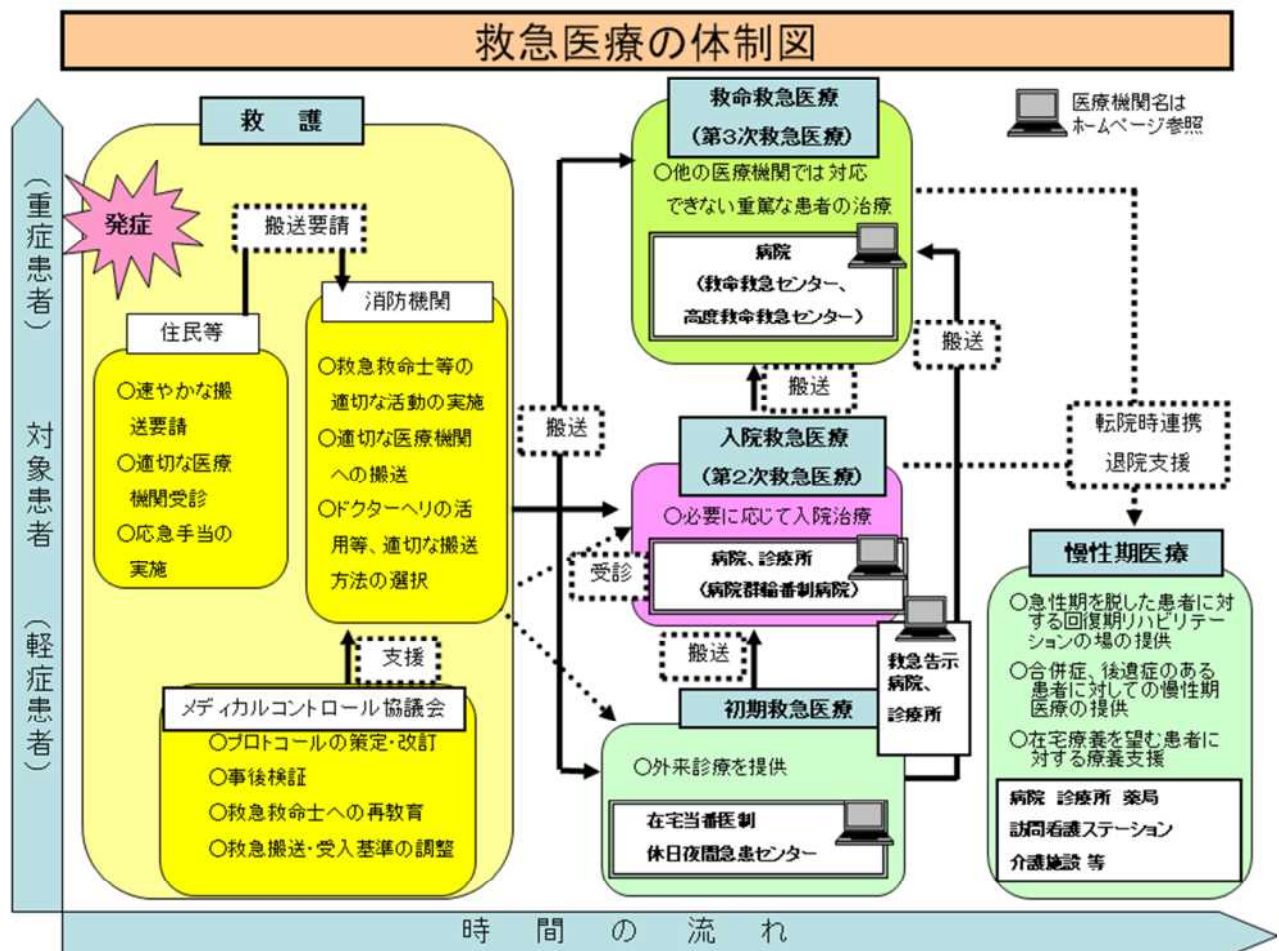 救急医療の体制図
医療機関名は
ホームページ参照
(重症患者)
対象患者
(軽症患者)
時間の流れ
救護
発症
搬送要請
住民等
○速やかな搬
送要請
○適切な医療
機関受診
○応急手当の
実施
消防機関
○救急救命士等の
適切な活動の実施
○適切な医療機関
への搬送
○ドクターヘリの活
用等、適切な搬送
方法の選択
支援
メディカルコントロール協議会
○プロトコールの策定・改訂
○事後検証
○救急救命士への再教育
○救急搬送・受入基準の調整
搬送
受診
救命救急医療
(第3次救急医療)
○他の医療機関では対応
できない重篤な患者の治療
病院
(救命救急センター、
高度救命救急センター)
搬送
入院救急医療
(第2次救急医療)
○必要に応じて入院治療
病院、診療所
(病院群輪番制病院)
搬送
初期救急医療
○外来診療を提供
在宅当番医制
休日夜間急患センター
救急告示
病院、
診療所
搬送
転院時連携
退院支援
慢性期医療
○急性期を脱した患者に対
する回復期リハビリテー
ションの場の提供
○合併症、後遺症のある
患者に対しての慢性期
医療の提供
○在宅療養を望む患者に
対する療養支援
病院 診療所 薬局
訪問看護ステーション
介護施設 等